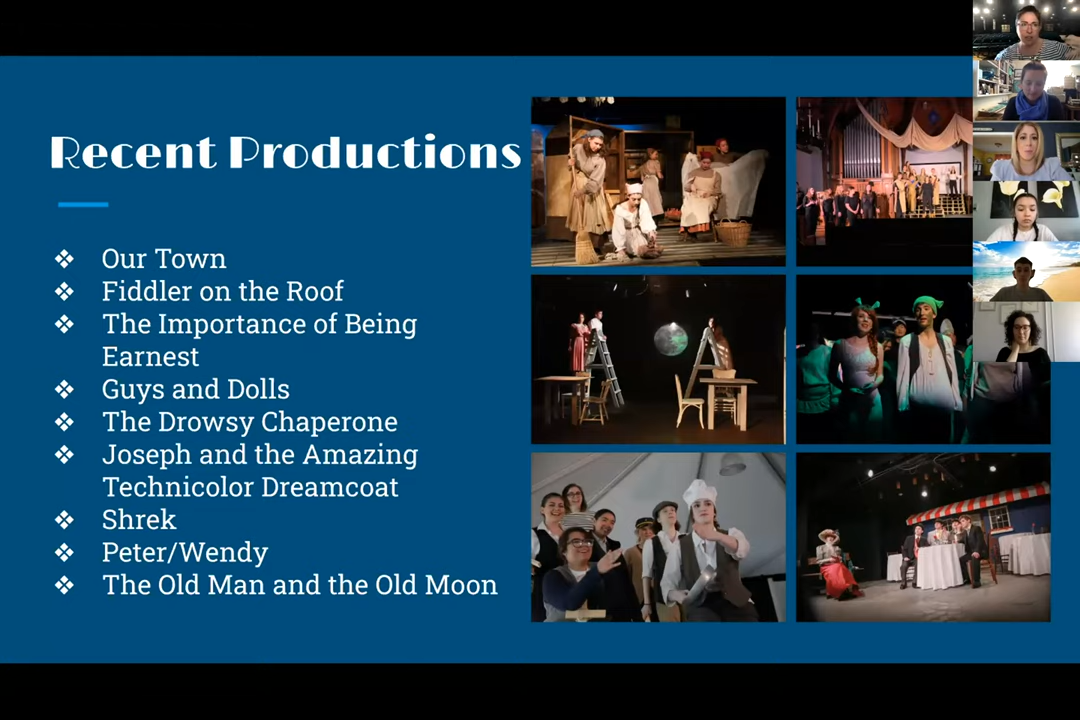 Recent Productions
❖ Our Town
❖ Fiddler on the Roof
❖ The Importance of Being
Earnest
❖ Guys and Dolls
❖ The Drowsy Chaperone
❖ Joseph and the Amazing
Technicolor Dreamcoat
❖ Shrek
❖ Peter/Wendy
❖ The Old Man and the Old Moon